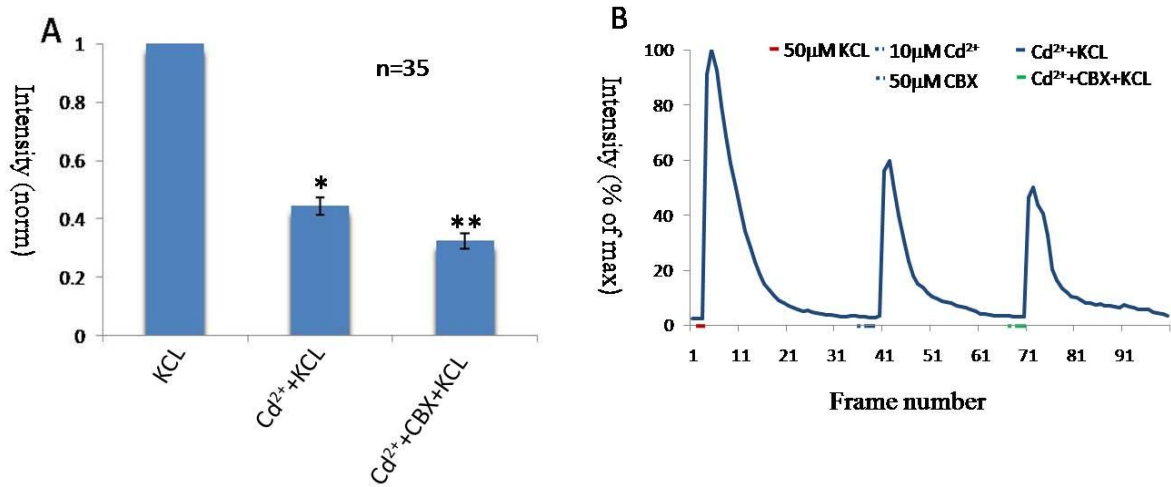 A
Intensity (norm)
1
0.8
0.6
0.4
0.2
0
n=35
*
**
KCL
Cd²⁺+KCL
Cd²⁺+CBX+KCL
B
Intensity (% of max)
100
80
60
40
20
0
50µM KCL
10µM Cd²⁺
Cd²⁺+KCL
50µM CBX
Cd²⁺+CBX+KCL
1 11 21 31 41 51 61 71 81 91
Frame number